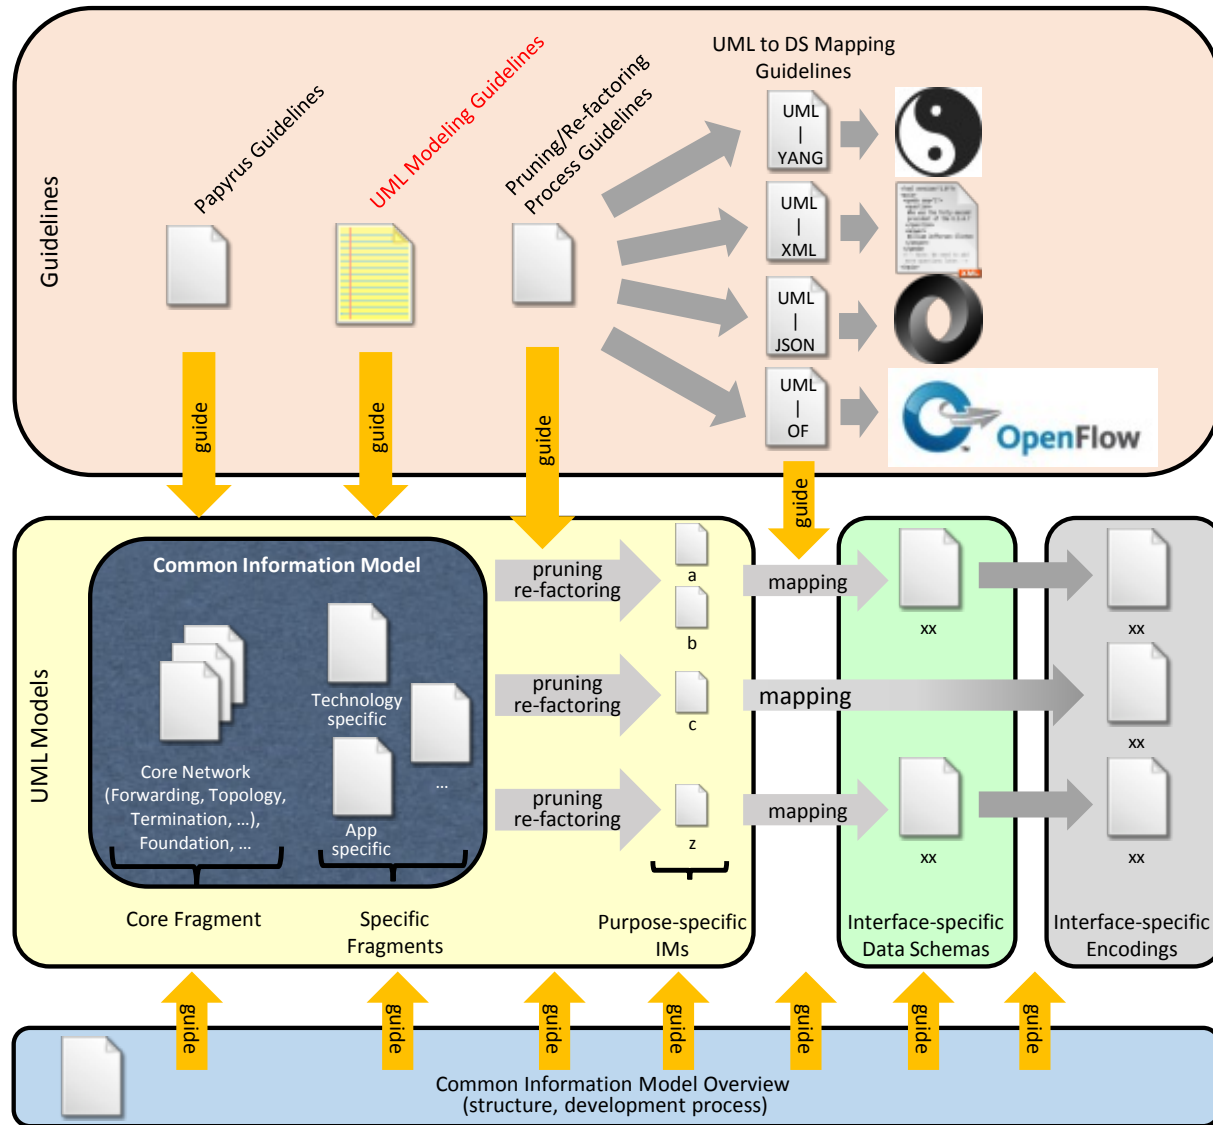 Guidelines
Papyrus Guidelines
UML Modeling Guidelines
Pruning/Re-factoring
Process Guidelines
UML to DS Mapping
Guidelines
UML
|
YANG
UML
|
XML
XML
UML
|
JSON
UML
|
OF
OpenFlow
™
guide
guide
guide
guide
UML Models
Common Information Model
Core Network
(Forwarding, Topology,
Termination, …),
Foundation, …
Technology
specific
App
specific
…
pruning
re-factoring
pruning
re-factoring
pruning
re-factoring
a
b
c
z
mapping
mapping
mapping
xx
xx
xx
xx
xx
Core Fragment
Specific
Fragments
Purpose-specific
IMs
Interface-specific
Data Schemas
Interface-specific
Encodings
guide
guide
guide
guide
guide
guide
guide
Common Information Model Overview
(structure, development process)